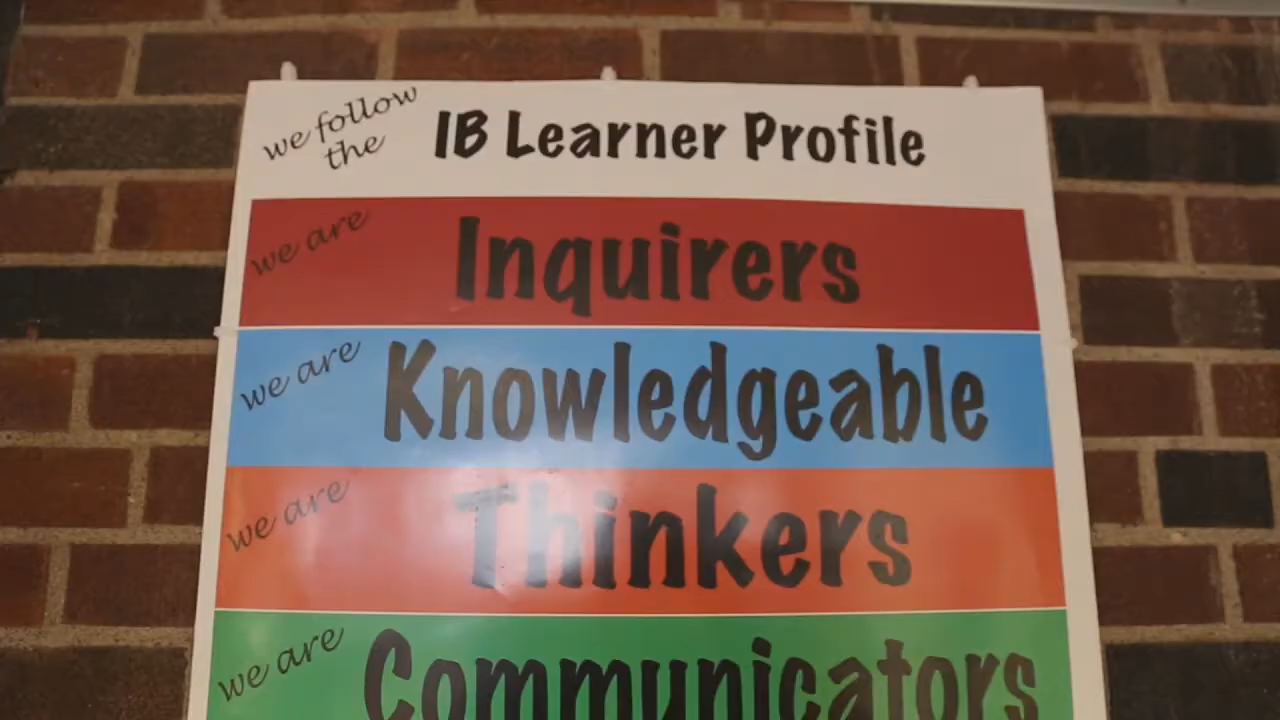 we follow the IB Learner Profile
we are Inquirers
we are Knowledgeable
we are Thinkers
we are Communicators